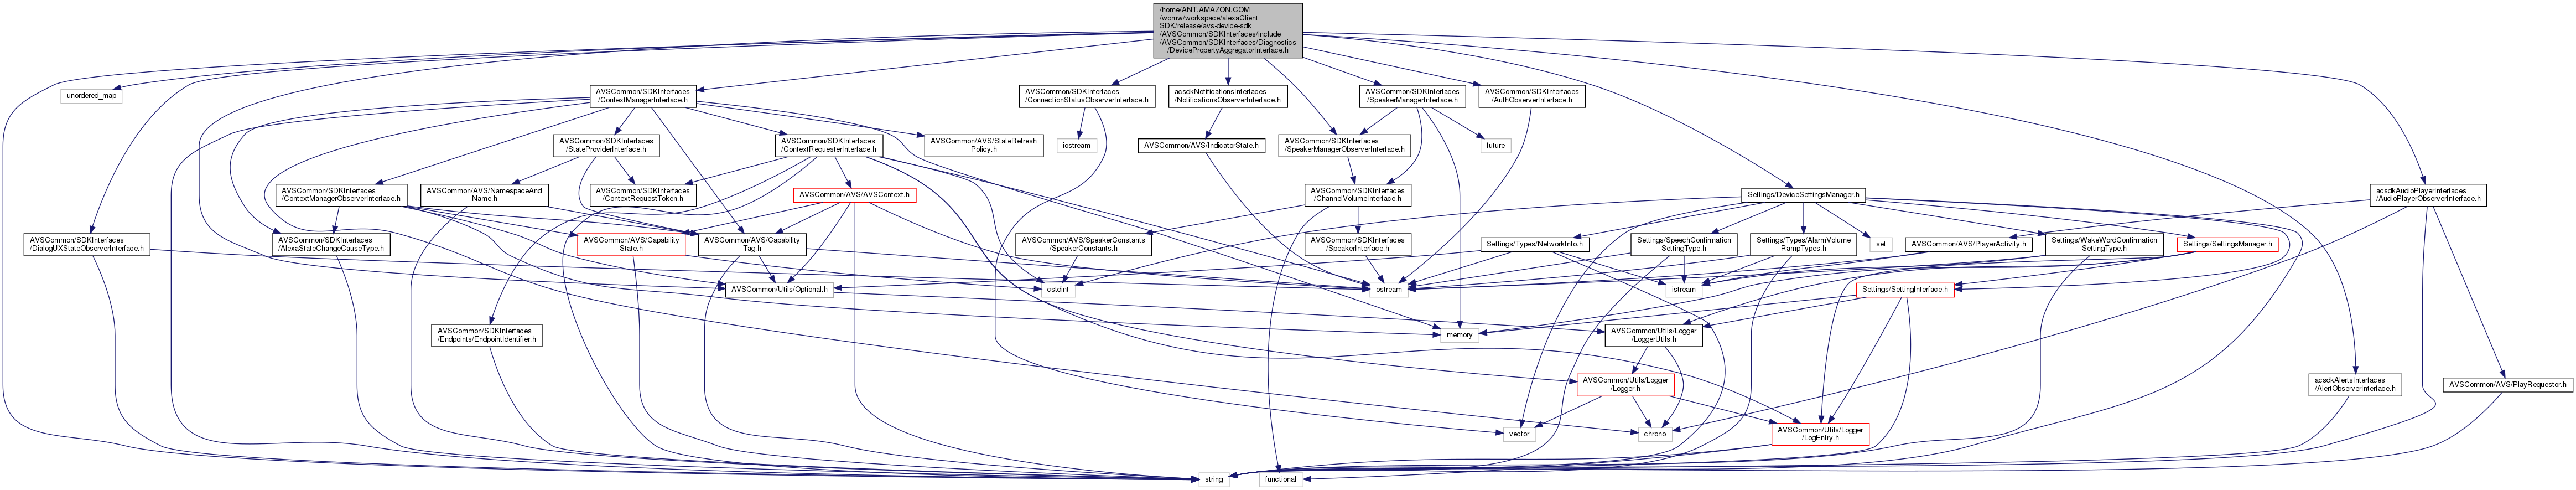 /home/ANT.AMAZON.COM
/womw/workspace/alexaClient
SDK/release/avs-device-sdk
/AVSCommon/SDKInterfaces/include
/AVSCommon/SDKInterfaces/Diagnostics
/DevicePropertyAggregatorInterface.h
unordered_map
AVSCommon/SDKInterfaces
/ContextManagerInterface.h
AVSCommon/SDKInterfaces
/ConnectionStatusObserverInterface.h
acsdkNotificationsInterfaces
/NotificationsObserverInterface.h
AVSCommon/SDKInterfaces
/SpeakerManagerInterface.h
AVSCommon/SDKInterfaces
/AuthObserverInterface.h
AVSCommon/SDKInterfaces
/StateProviderInterface.h
AVSCommon/SDKInterfaces
/ContextRequesterInterface.h
AVSCommon/AVS/StateRefresh
Policy.h
iostream
AVSCommon/AVS/IndicatorState.h
AVSCommon/SDKInterfaces
/SpeakerManagerObserverInterface.h
future
AVSCommon/SDKInterfaces
/ContextManagerObserverInterface.h
AVSCommon/AVS/NamespaceAnd
Name.h
AVSCommon/SDKInterfaces
/ContextRequestToken.h
AVSCommon/AVS/AVSContext.h
AVSCommon/SDKInterfaces
/ChannelVolumeInterface.h
Settings/DeviceSettingsManager.h
acsdkAudioPlayerInterfaces
/AudioPlayerObserverInterface.h
AVSCommon/SDKInterfaces
/DialogUXStateObserverInterface.h
AVSCommon/SDKInterfaces
/AlexaStateChangeCauseType.h
AVSCommon/AVS/Capability
State.h
AVSCommon/AVS/Capability
Tag.h
AVSCommon/AVS/SpeakerConstants
/SpeakerConstants.h
AVSCommon/SDKInterfaces
/SpeakerInterface.h
Settings/Types/NetworkInfo.h
Settings/SpeechConfirmation
SettingType.h
Settings/Types/AlarmVolume
RampTypes.h
set
AVSCommon/AVS/PlayerActivity.h
Settings/WakeWordConfirmation
SettingType.h
Settings/SettingsManager.h
AVSCommon/Utils/Optional.h
cstdint
ostream
istream
Settings/SettingInterface.h
AVSCommon/SDKInterfaces
/Endpoints/EndpointIdentifier.h
memory
AVSCommon/Utils/Logger
/LoggerUtils.h
AVSCommon/Utils/Logger
/Logger.h
acsdkAlertsInterfaces
/AlertObserverInterface.h
AVSCommon/AVS/PlayRequestor.h
vector
chrono
AVSCommon/Utils/Logger
/LogEntry.h
string
functional